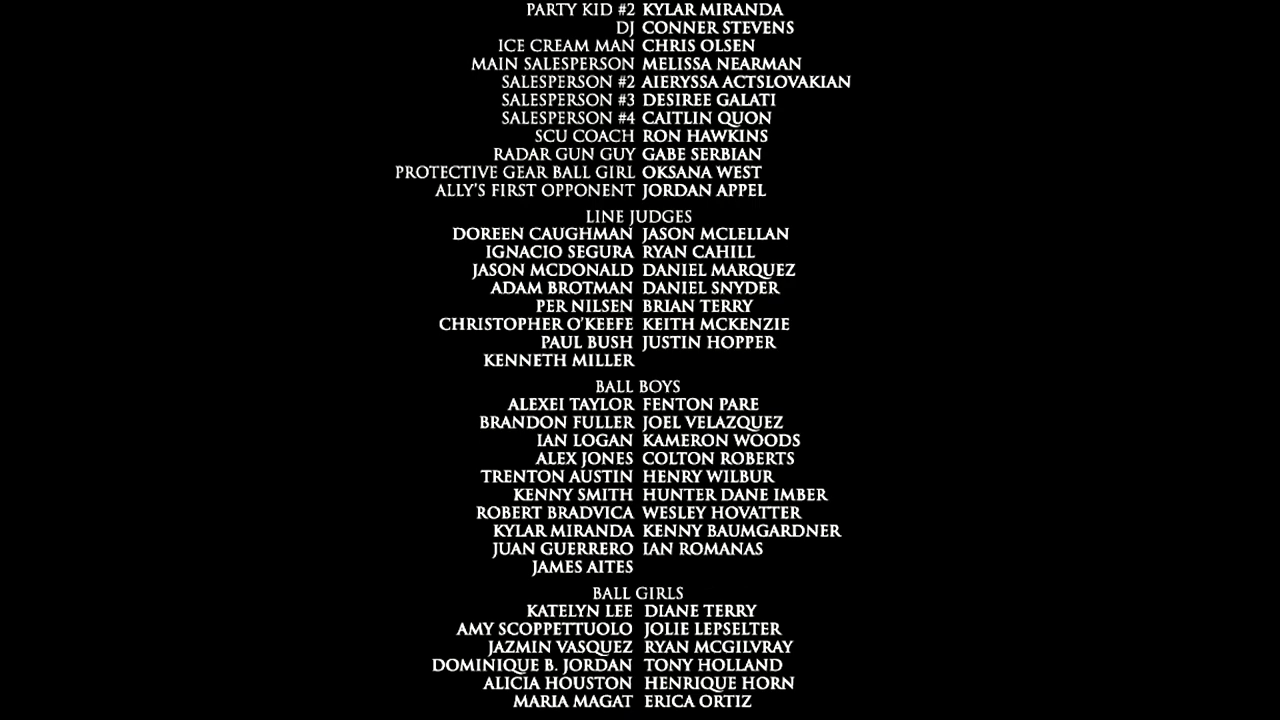 PARTY KID #2 KYLAR MIRANDA
DJ CONNER STEVENS
ICE CREAM MAN CHRIS OLSEN
MAIN SALESPERSON MELISSA NEARMAN
SALESPERSON #2 AIERYSSA ACTSLOVAKIAN
SALESPERSON #3 DESIREE GALATI
SALESPERSON #4 CAITLIN QUON
SCU COACH RON HAWKINS
RADAR GUN GUY GABE SERBIAN
PROTECTIVE GEAR BALL GIRL OKSANA WEST
ALLY'S FIRST OPPONENT JORDAN APPEL
LINE JUDGES
DOREEN CAUGHMAN JASON MCLELLAN
IGNACIO SEGURA RYAN CAHILL
JASON MCDONALD DANIEL MARQUEZ
ADAM BROTMAN DANIEL SNYDER
PER NILSEN BRIAN TERRY
CHRISTOPHER O'KEEFE KEITH MCKENZIE
PAUL BUSH JUSTIN HOPPER
KENNETH MILLER
BALL BOYS
ALEXEI TAYLOR FENTON PARE
BRANDON FULLER JOEL VELAZQUEZ
IAN LOGAN KAMERON WOODS
ALEX JONES COLTON ROBERTS
TRENTON AUSTIN HENRY WILBUR
KENNY SMITH HUNTER DANE IMBER
ROBERT BRADVICA WESLEY HOVATTER
KYLAR MIRANDA KENNY BAUMGARDNER
JUAN GUERRERO IAN ROMANAS
JAMES AITES
BALL GIRLS
KATELYN LEE DIANE TERRY
AMY SCOPPETTUOLO JOLIE LEPSELTER
JAZMIN VASQUEZ RYAN MCGILVRAY
DOMINIQUE B. JORDAN TONY HOLLAND
ALICIA HOUSTON HENRIQUE HORN
MARIA MAGAT ERICA ORTIZ